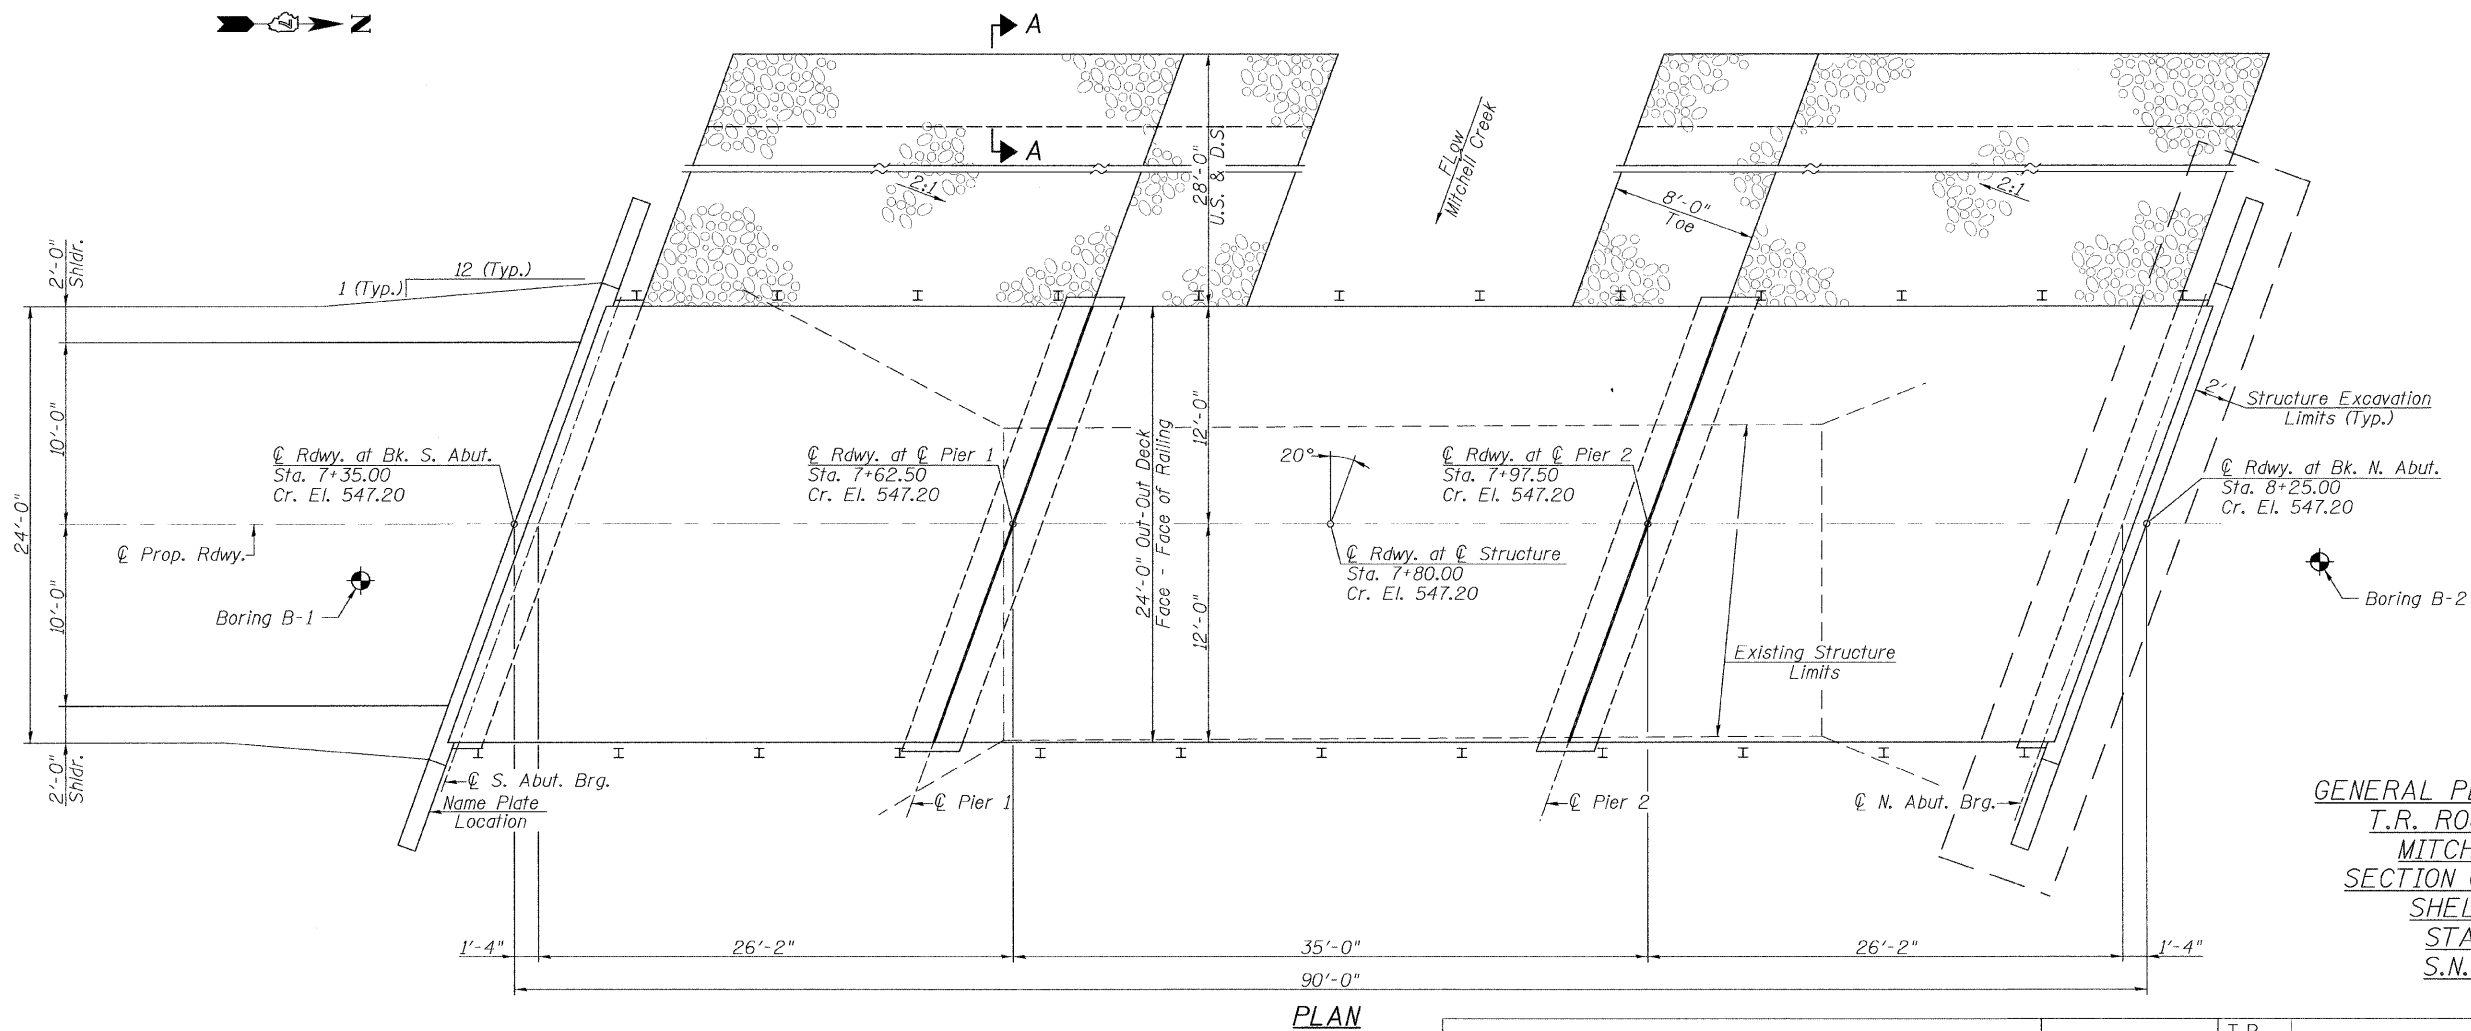 N
A
A
28'-0"
U.S. & D.S.
FLow
Mitchell Creek
2:1
2:1
8'-0"
Toe
2'-0"
Shldr.
12 (Typ.)
1 (Typ.)
24'-0"
10'-0"
10'-0"
2'-0"
Shldr.
℄ Rdwy. at Bk. S. Abut.
Sta. 7+35.00
Cr. El. 547.20
℄ Rdwy. at ℄ Pier 1
Sta. 7+62.50
Cr. El. 547.20
24'-0" Out-Out Deck
Face - Face of Railing
12'-0"
12'-0"
20°
℄ Rdwy. at ℄ Pier 2
Sta. 7+97.50
Cr. El. 547.20
2'
Structure Excavation
Limits (Typ.)
℄ Rdwy. at Bk. N. Abut.
Sta. 8+25.00
Cr. El. 547.20
℄ Prop. Rdwy.
℄ Rdwy. at ℄ Structure
Sta. 7+80.00
Cr. El. 547.20
Boring B-1
Boring B-2
Existing Structure
Limits
℄ S. Abut. Brg.
Name Plate
Location
℄ Pier 1
℄ Pier 2
℄ N. Abut. Brg.
1'-4"
26'-2"
35'-0"
26'-2"
1'-4"
90'-0"
PLAN
GENERAL PL
T.R. RO
MITCH
SECTION
SHEL
STA
S.N.
T.R.